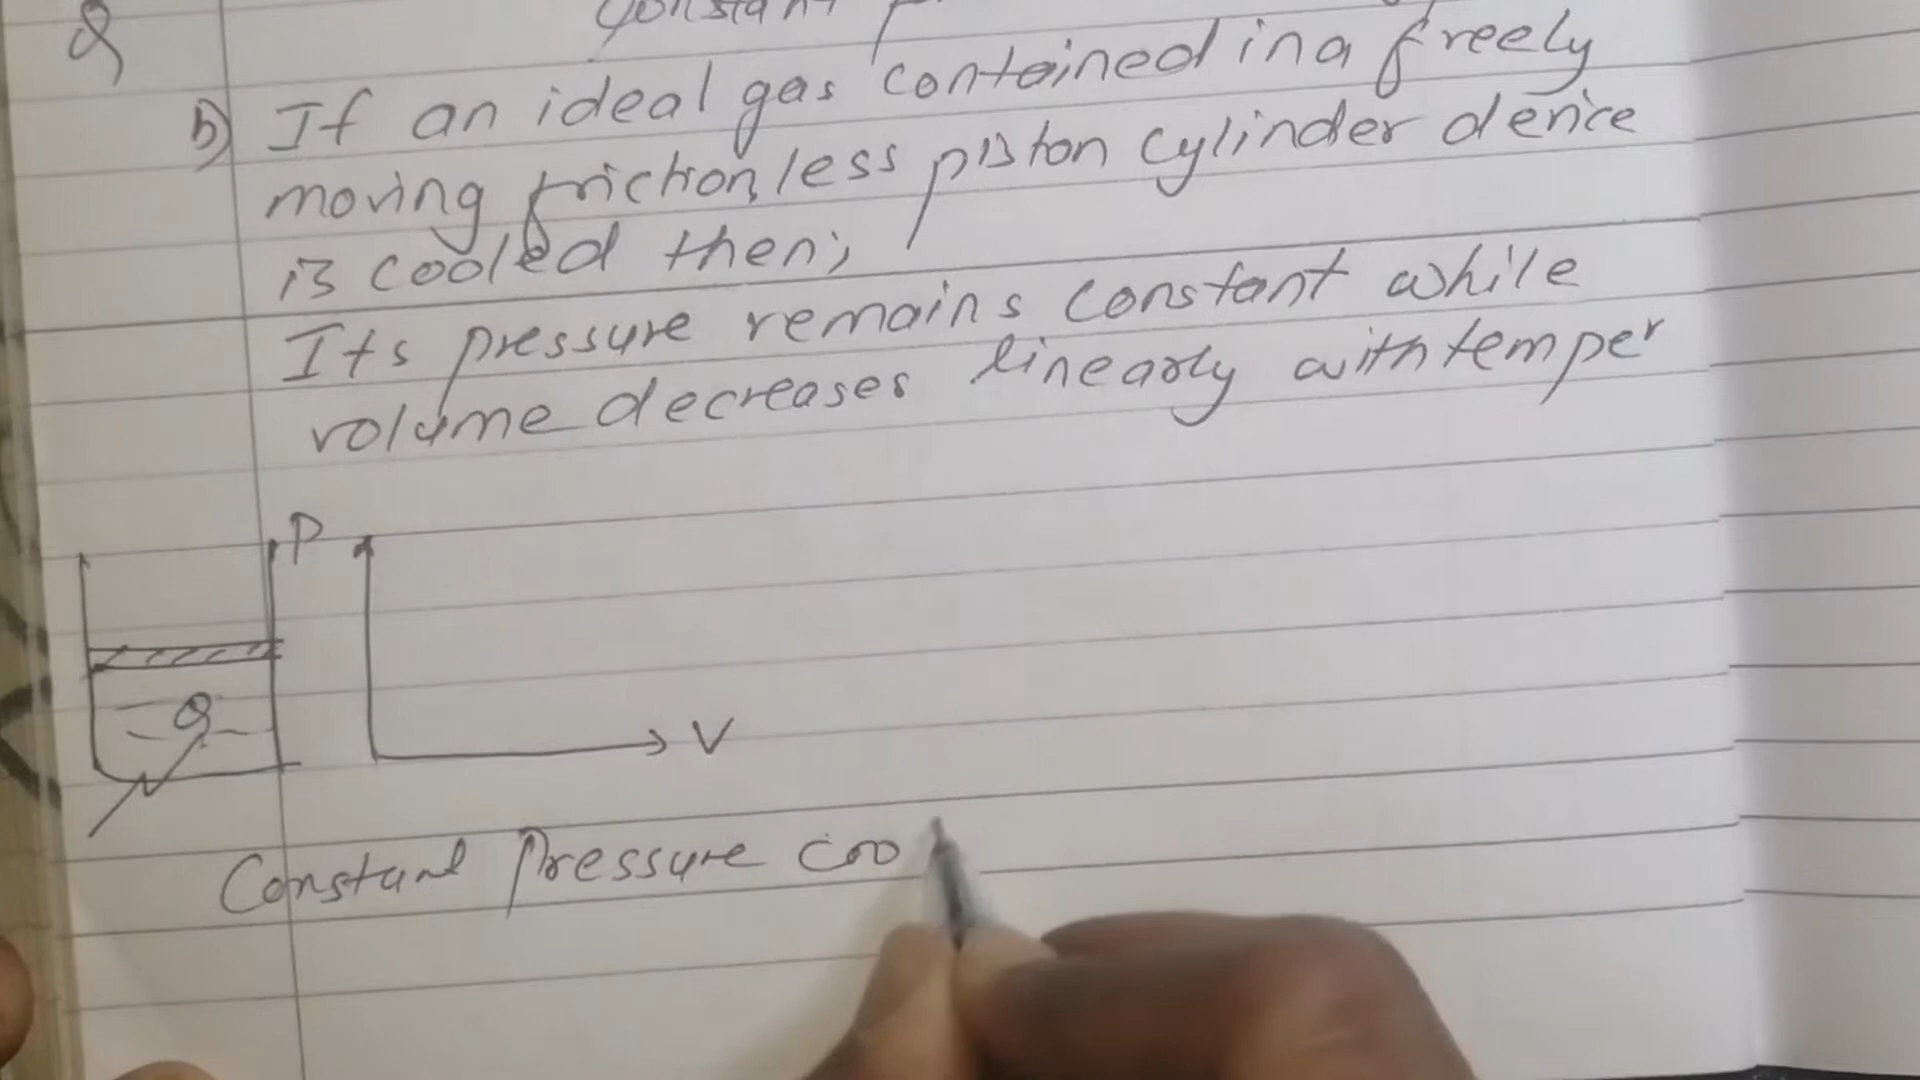 Q
constant
b) If an ideal gas contained in a freely
moving frictionless piston cylinder device
is cooled then;
Its pressure remains constant while
volume decreases linearly with temper
P
Q
V
Constant Pressure coo